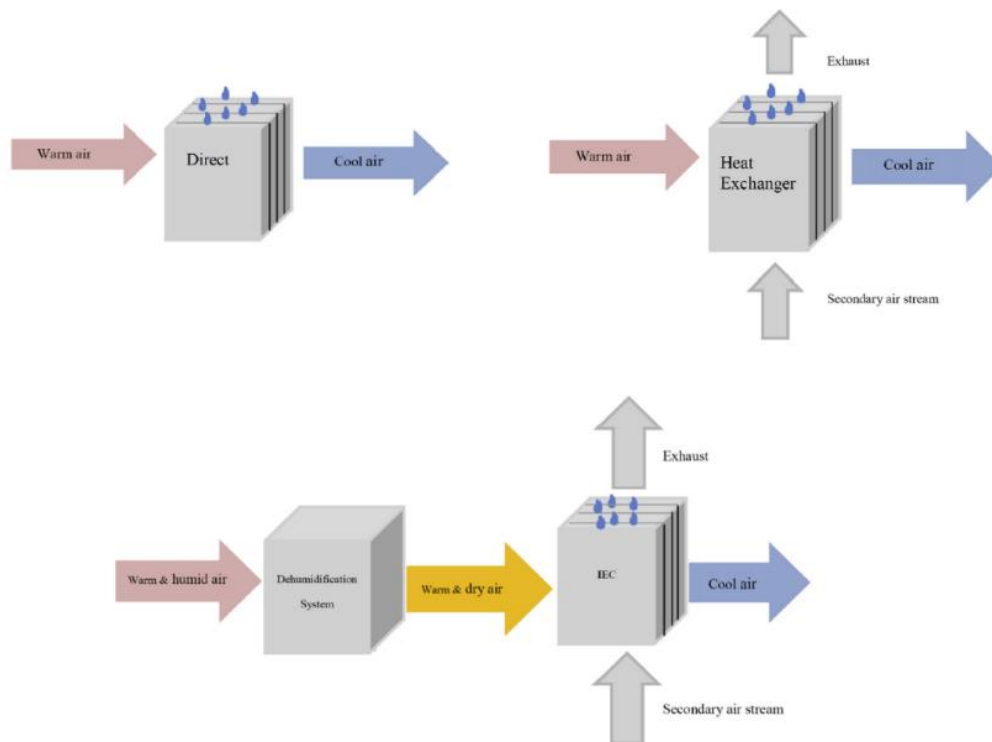 Exhaust
Warm air
Direct
Cool air
Warm air
Heat
Exchanger
Cool air
Secondary air stream
Exhaust
Warm & humid air
Dehumidification
System
Warm & dry air
IEC
Cool air
Secondary air stream